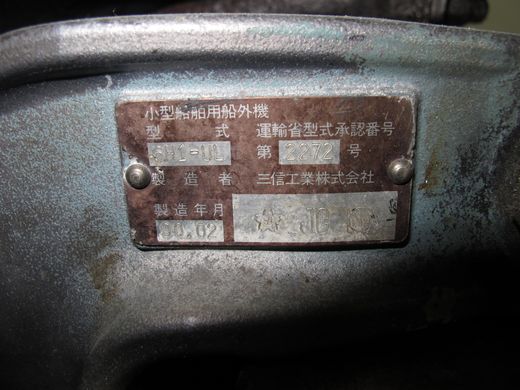 小型船舶用船外機
型式 運輸省型式承認番号
第 2272 号
製造者 三信工業株式会社
製造年月